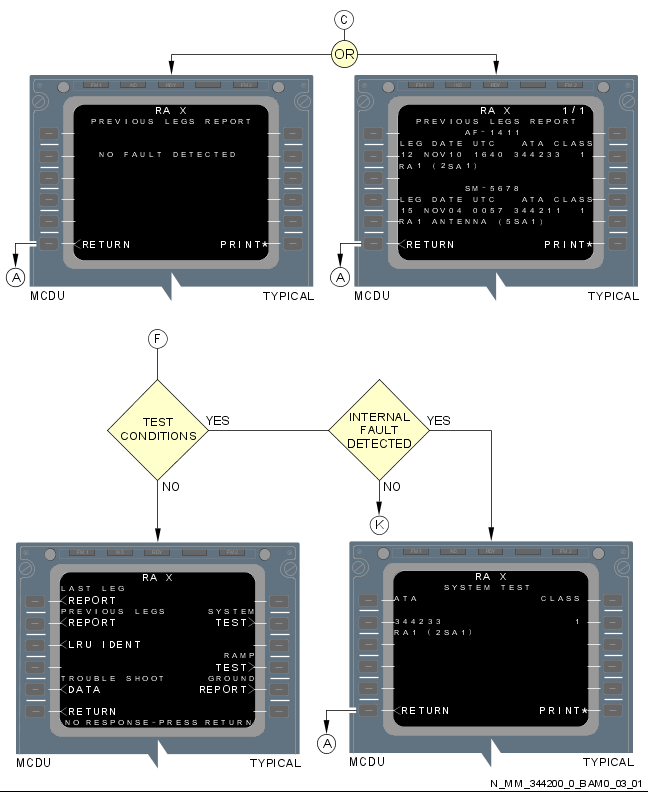 C
OR
RA X
PREVIOUS LEGS REPORT
NO FAULT DETECTED
<RETURN PRINT*
A
MCDU TYPICAL
RA X 1/1
PREVIOUS LEGS REPORT
AF-1411
LEG DATE UTC ATA CLASS
12 NOV10 1640 344233 1
RA1 (2SA1)
SM-5678
LEG DATE UTC ATA CLASS
15 NOV04 0057 344211 1
RA1 ANTENNA (5SA1)
<RETURN PRINT*
A
MCDU TYPICAL
F
TEST
CONDITIONS
YES
NO
INTERNAL
FAULT
DETECTED
YES
NO
K
RA X
LAST LEG
<REPORT
PREVIOUS LEGS SYSTEM
<REPORT TEST>
<LRU IDENT
RAMP
TEST>
TROUBLE SHOOT GROUND
<DATA REPORT>
<RETURN
NO RESPONSE-PRESS RETURN
MCDU TYPICAL
RA X
SYSTEM TEST
ATA CLASS
344233 1
RA1 (2SA1)
<RETURN PRINT*
A
MCDU TYPICAL
N_MM_344200_0_BAM0_03_01